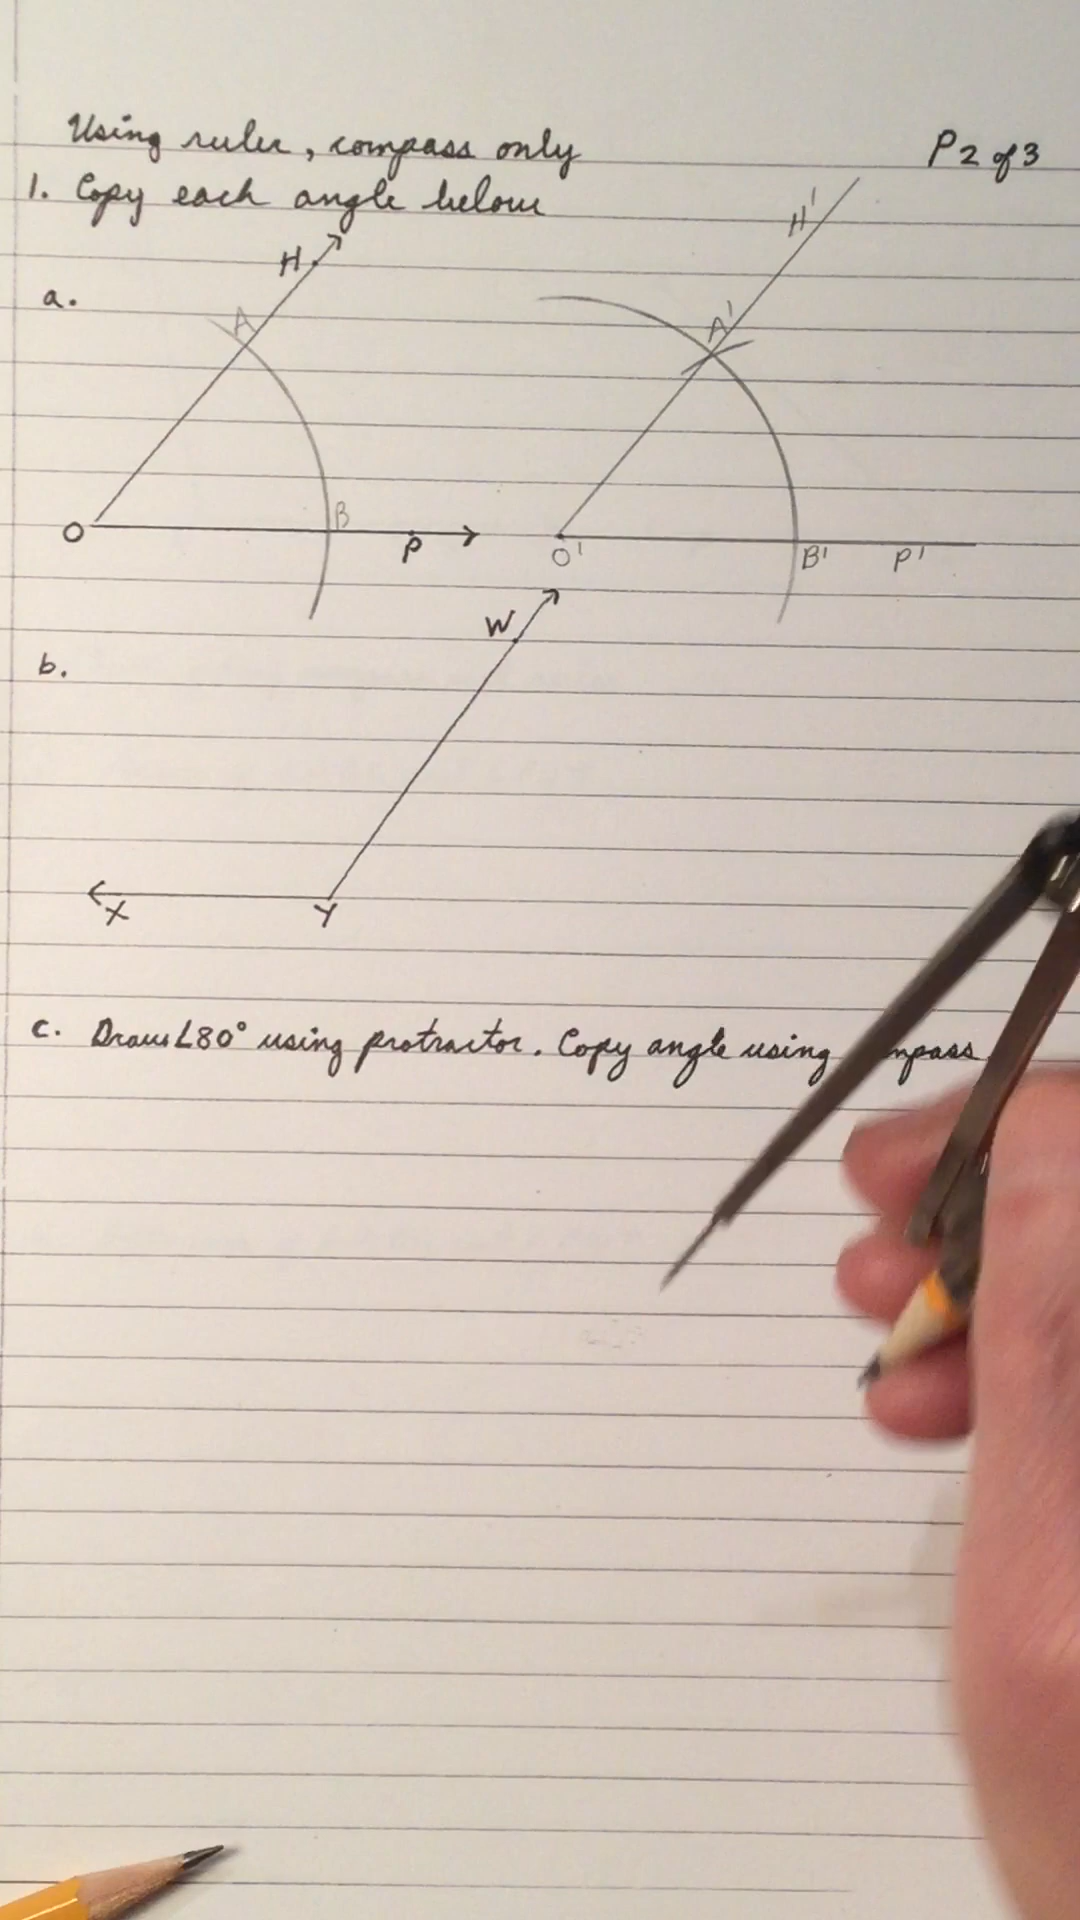 Using ruler, compass only
P2 of 3
1. Copy each angle below
H'
H
a.
A
A'
B
O
P
O'
B'
P'
W
b.
X
Y
c. Draw ∠80° using protractor. Copy angle using